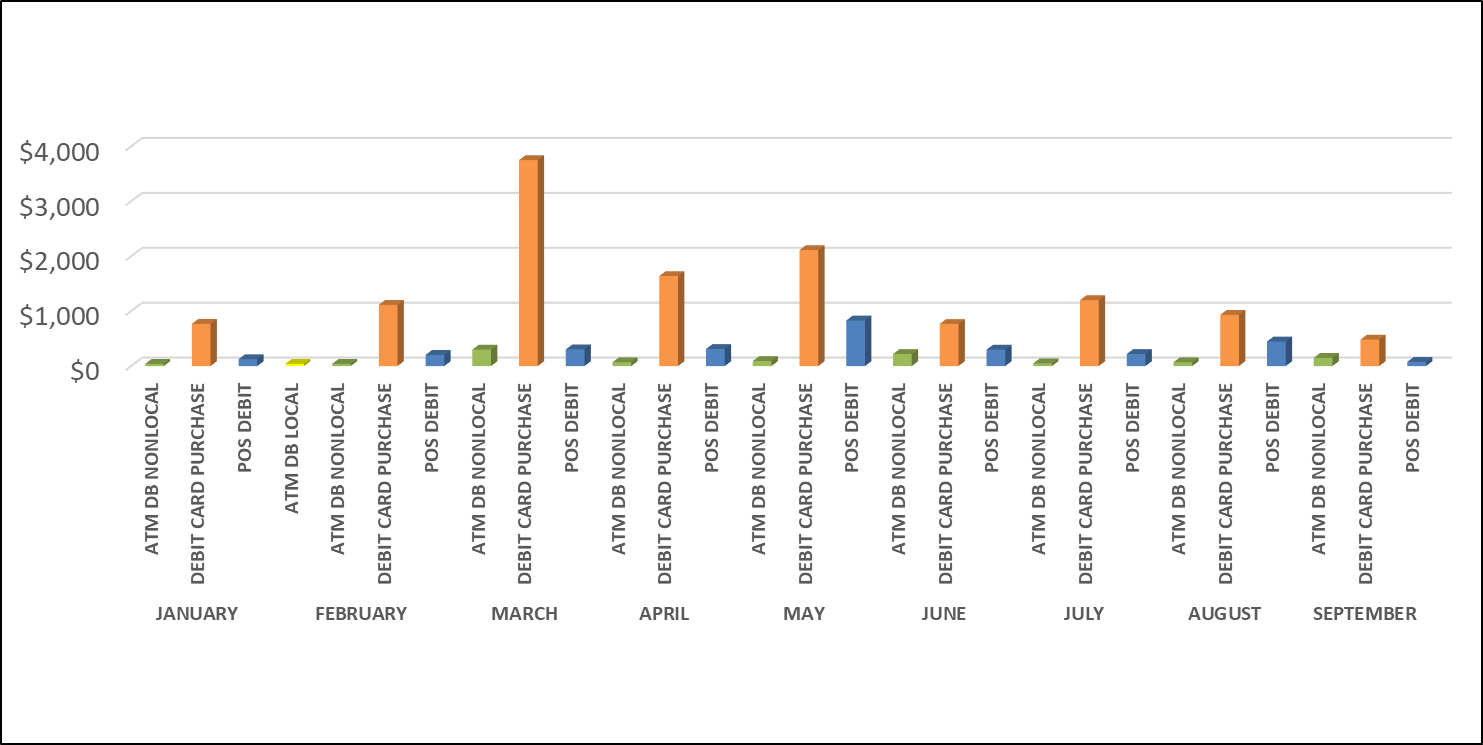 $4,000
$3,000
$2,000
$1,000
$0
ATM DB NONLOCAL
DEBIT CARD PURCHASE
POS DEBIT
ATM DB LOCAL
ATM DB NONLOCAL
DEBIT CARD PURCHASE
POS DEBIT
ATM DB NONLOCAL
DEBIT CARD PURCHASE
POS DEBIT
ATM DB NONLOCAL
DEBIT CARD PURCHASE
POS DEBIT
ATM DB NONLOCAL
DEBIT CARD PURCHASE
POS DEBIT
ATM DB NONLOCAL
DEBIT CARD PURCHASE
POS DEBIT
ATM DB NONLOCAL
DEBIT CARD PURCHASE
POS DEBIT
ATM DB NONLOCAL
DEBIT CARD PURCHASE
POS DEBIT
ATM DB NONLOCAL
DEBIT CARD PURCHASE
POS DEBIT
JANUARY
FEBRUARY
MARCH
APRIL
MAY
JUNE
JULY
AUGUST
SEPTEMBER